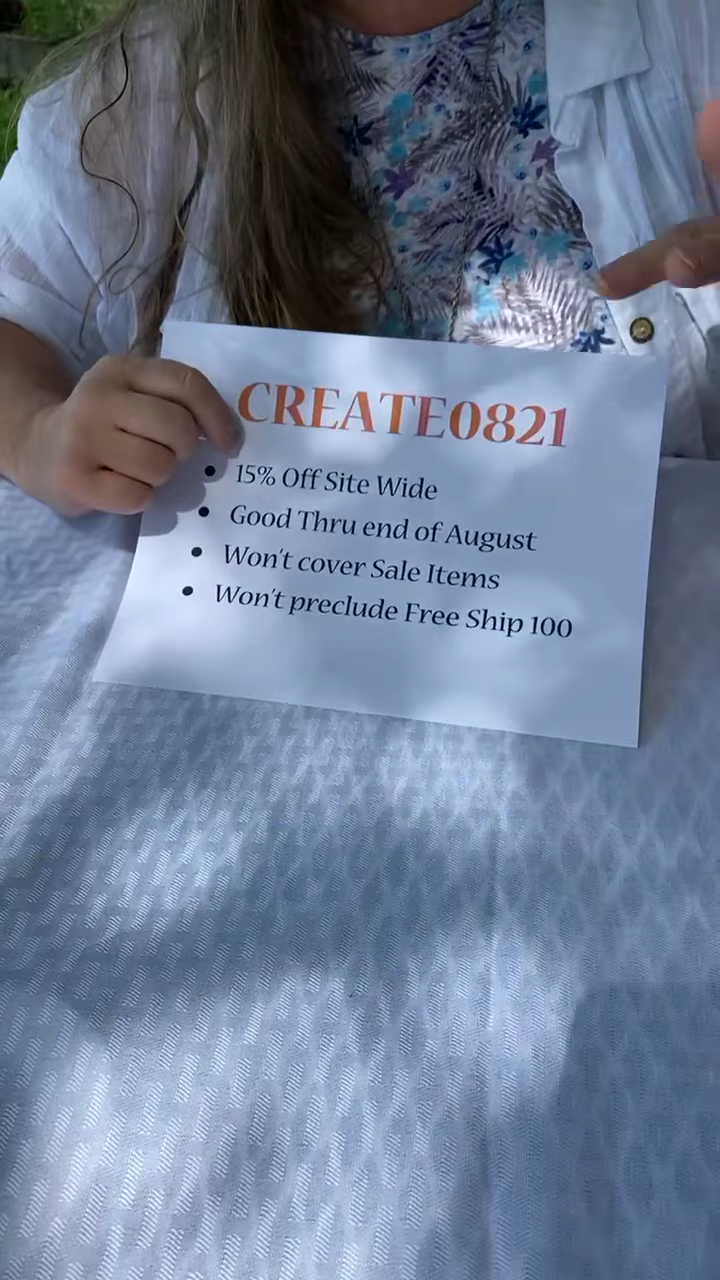 CREATE0821
• 15% Off Site Wide
• Good Thru end of August
• Won't cover Sale Items
• Won't preclude Free Ship 100